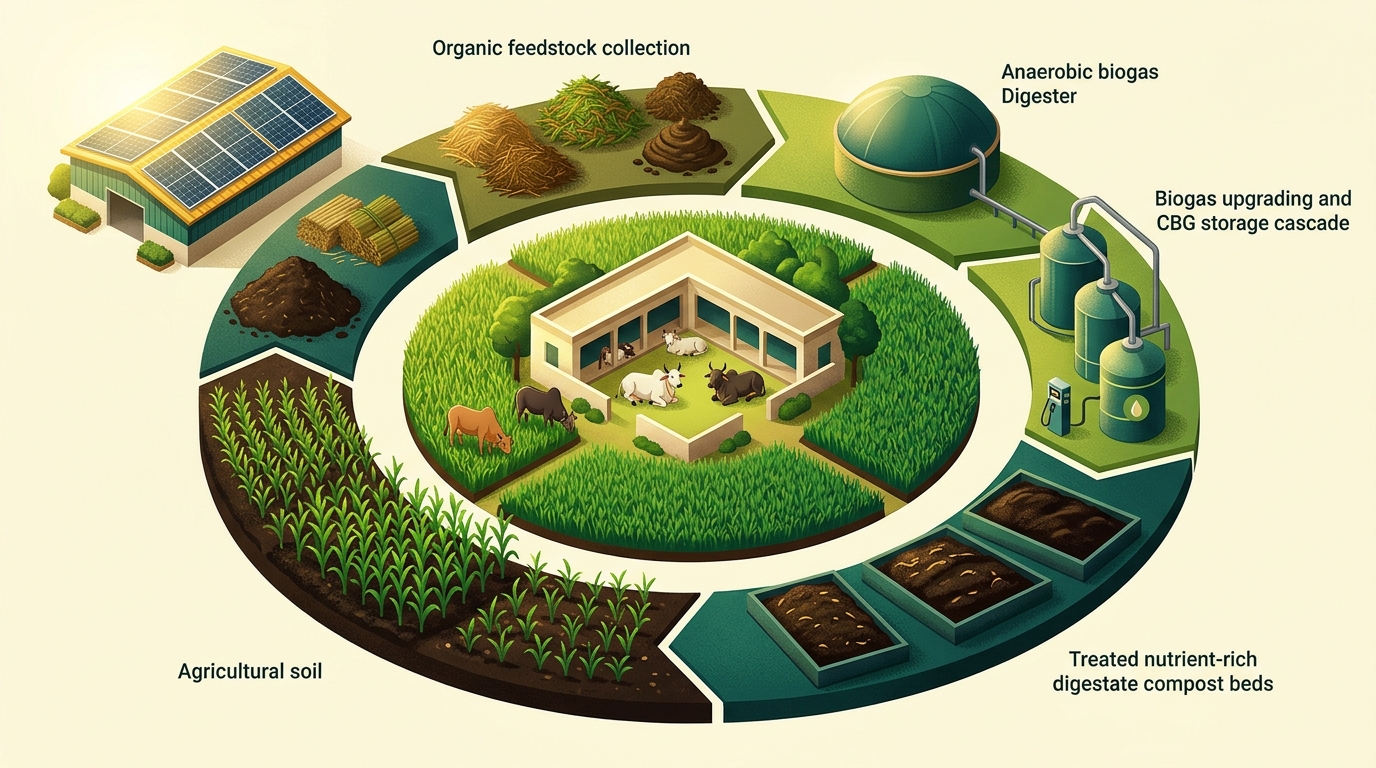 Organic feedstock collection
Anaerobic biogas
Digester
Biogas upgrading and
CBG storage cascade
Agricultural soil
Treated nutrient-rich
digestate compost beds